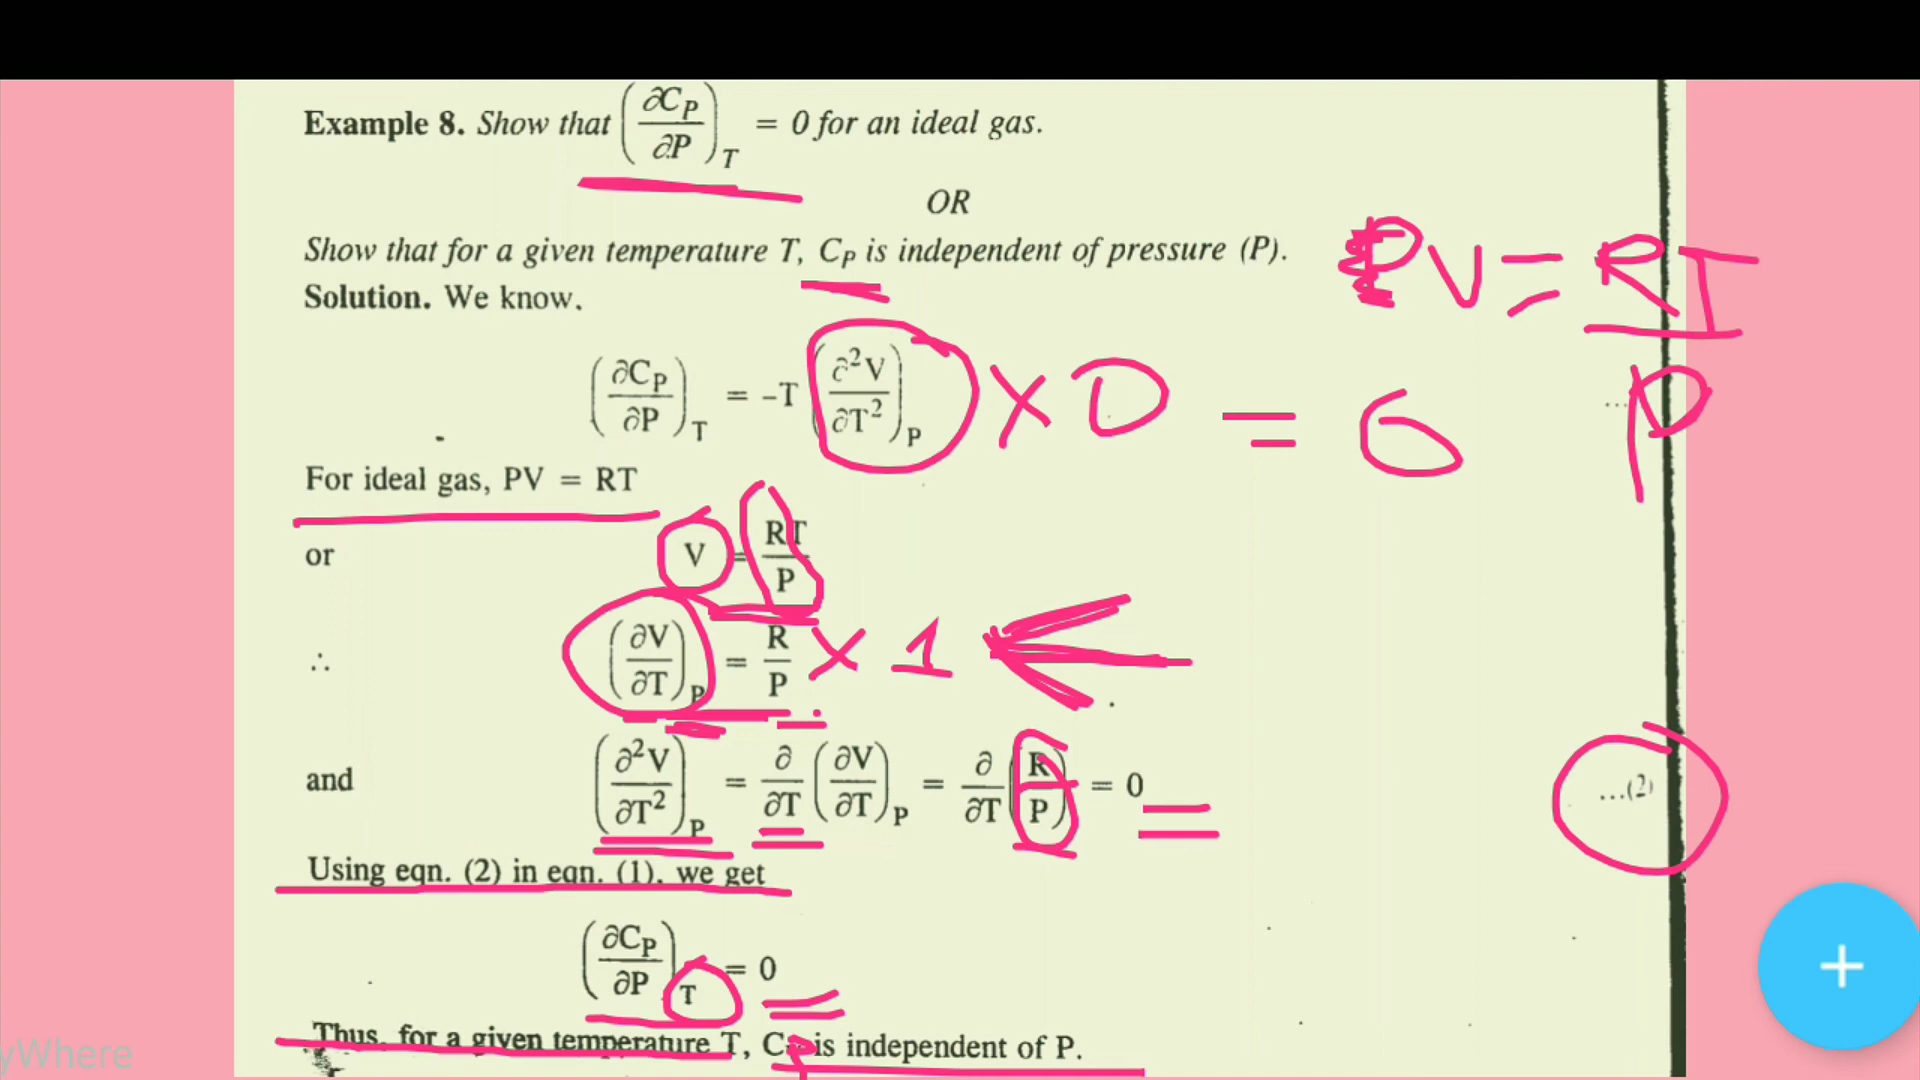 Example 8. Show that (∂C_P/∂P)_T = 0 for an ideal gas.
OR
Show that for a given temperature T, C_P is independent of pressure (P).
PV = RT
P
Solution. We know.
(∂C_P/∂P)_T = -T (∂²V/∂T²)_P × 0 = 0
For ideal gas, PV = RT
or V = RT/P
∴ (∂V/∂T)_P = R/P × 1
and (∂²V/∂T²)_P = ∂/∂T (∂V/∂T)_P = ∂/∂T (R/P) = 0 ...(2)
Using eqn. (2) in eqn. (1), we get
(∂C_P/∂P)_T = 0
Thus, for a given temperature T, C_P is independent of P.
yWhere